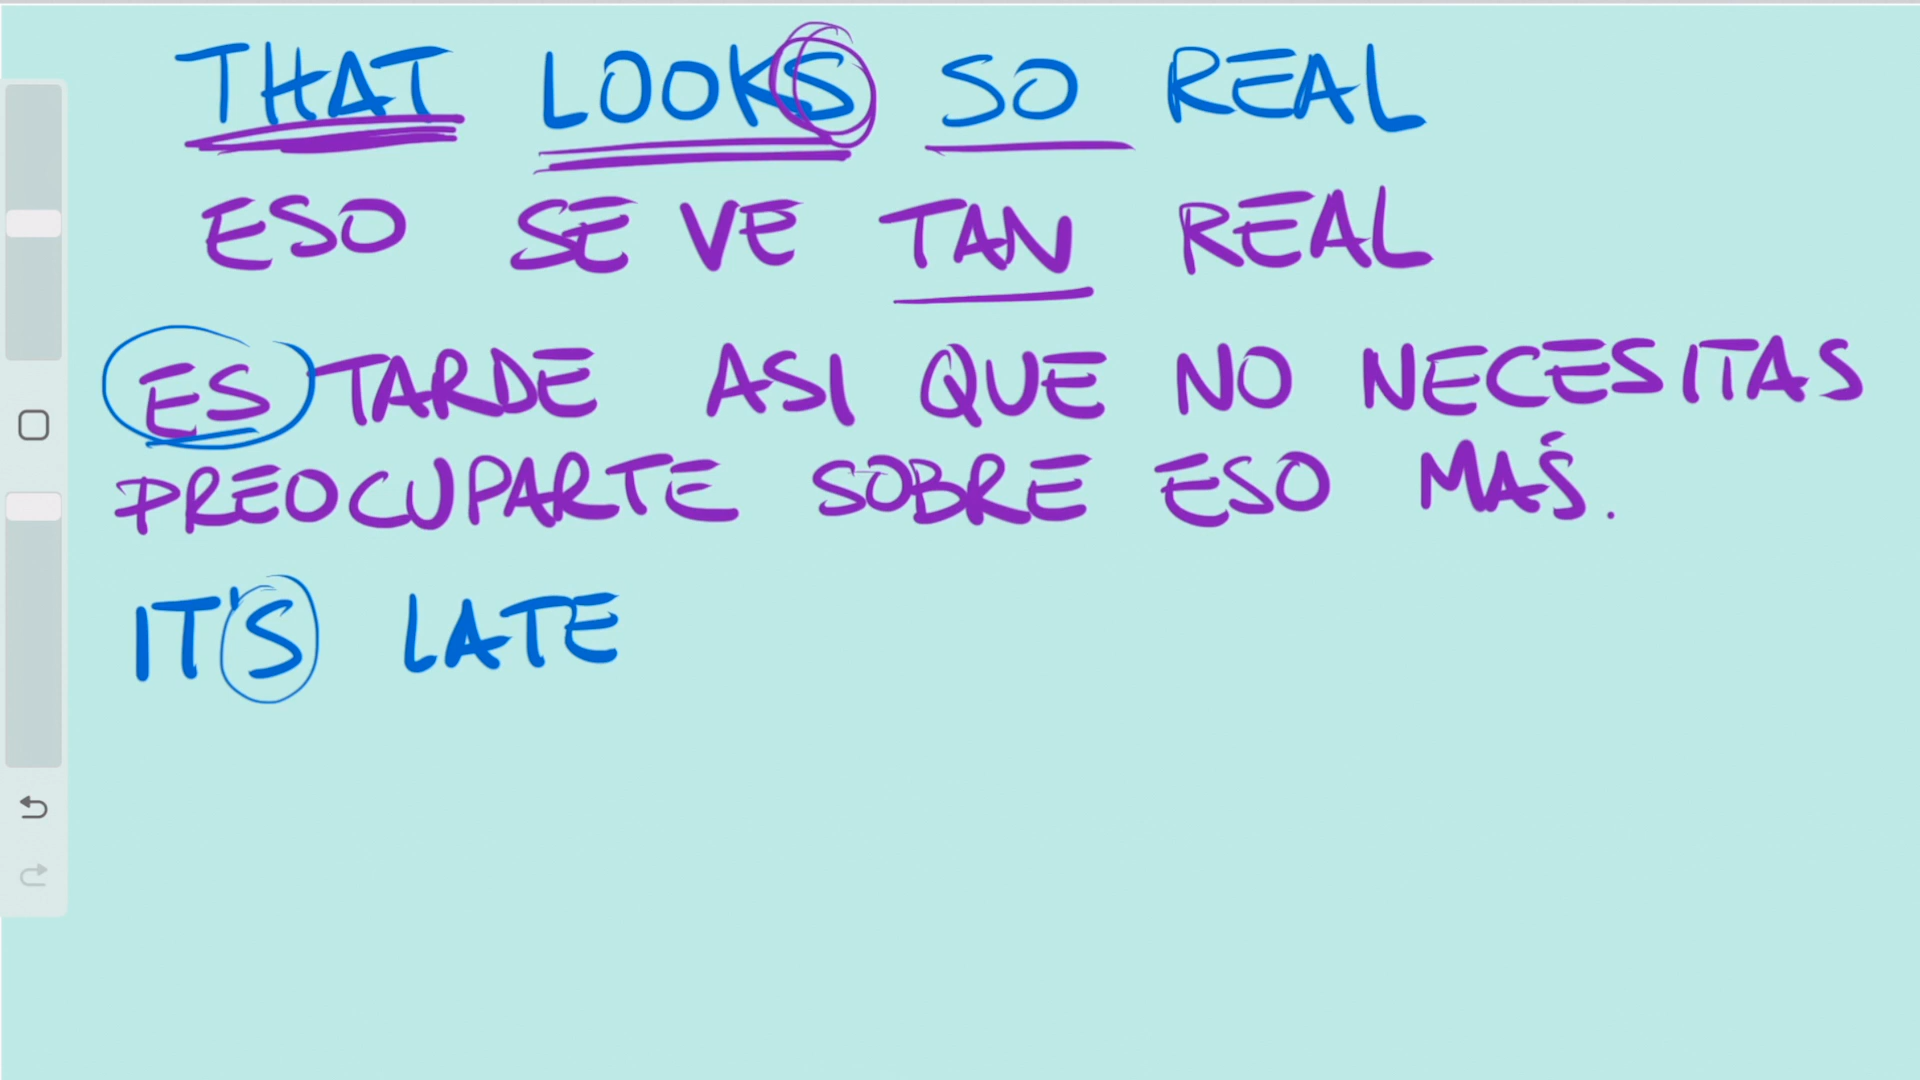 THAT LOOKS SO REAL
ESO SE VE TAN REAL
ES TARDE ASI QUE NO NECESITAS
PREOCUPARTE SOBRE ESO MAŚ.
IT'S LATE